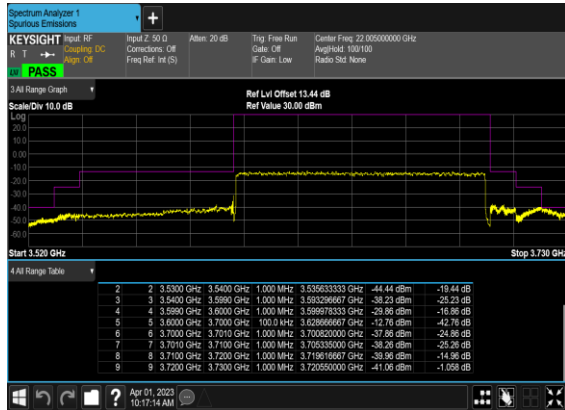 Spectrum Analyzer 1
Spurious Emissions
+
KEYSIGHT
R T
PASS
Input: RF
Coupling: DC
Align: Off
Input Z: 50 Ω
Corrections: Off
Freq Ref: Int (S)
Atten: 20 dB
Trig: Free Run
Gate: Off
IF Gain: Low
Center Freq: 22.005000000 GHz
Avg|Hold: 100/100
Radio Std: None
3 All Range Graph
Scale/Div 10.0 dB
Ref Lvl Offset 13.44 dB
Ref Value 30.00 dBm
Log
20.0
10.0
0.00
-10.0
-20.0
-30.0
-40.0
-50.0
-60.0
Start 3.520 GHz
Stop 3.730 GHz
4 All Range Table
2 2 3.5300 GHz 3.5400 GHz 1.000 MHz 3.535633333 GHz -44.44 dBm -19.44 dB
3 3 3.5400 GHz 3.5990 GHz 1.000 MHz 3.593296667 GHz -38.23 dBm -25.23 dB
4 4 3.5990 GHz 3.6000 GHz 1.000 MHz 3.599978333 GHz -29.86 dBm -16.86 dB
5 5 3.6000 GHz 3.7000 GHz 100.0 kHz 3.628666667 GHz -12.76 dBm -42.76 dB
6 6 3.7000 GHz 3.7010 GHz 1.000 MHz 3.700820000 GHz -37.86 dBm -24.86 dB
7 7 3.7010 GHz 3.7100 GHz 1.000 MHz 3.705335000 GHz -38.26 dBm -25.26 dB
8 8 3.7100 GHz 3.7200 GHz 1.000 MHz 3.719616667 GHz -39.96 dBm -14.96 dB
9 9 3.7200 GHz 3.7300 GHz 1.000 MHz 3.720550000 GHz -41.06 dBm -1.058 dB
?
Apr 01, 2023
10:17:14 AM